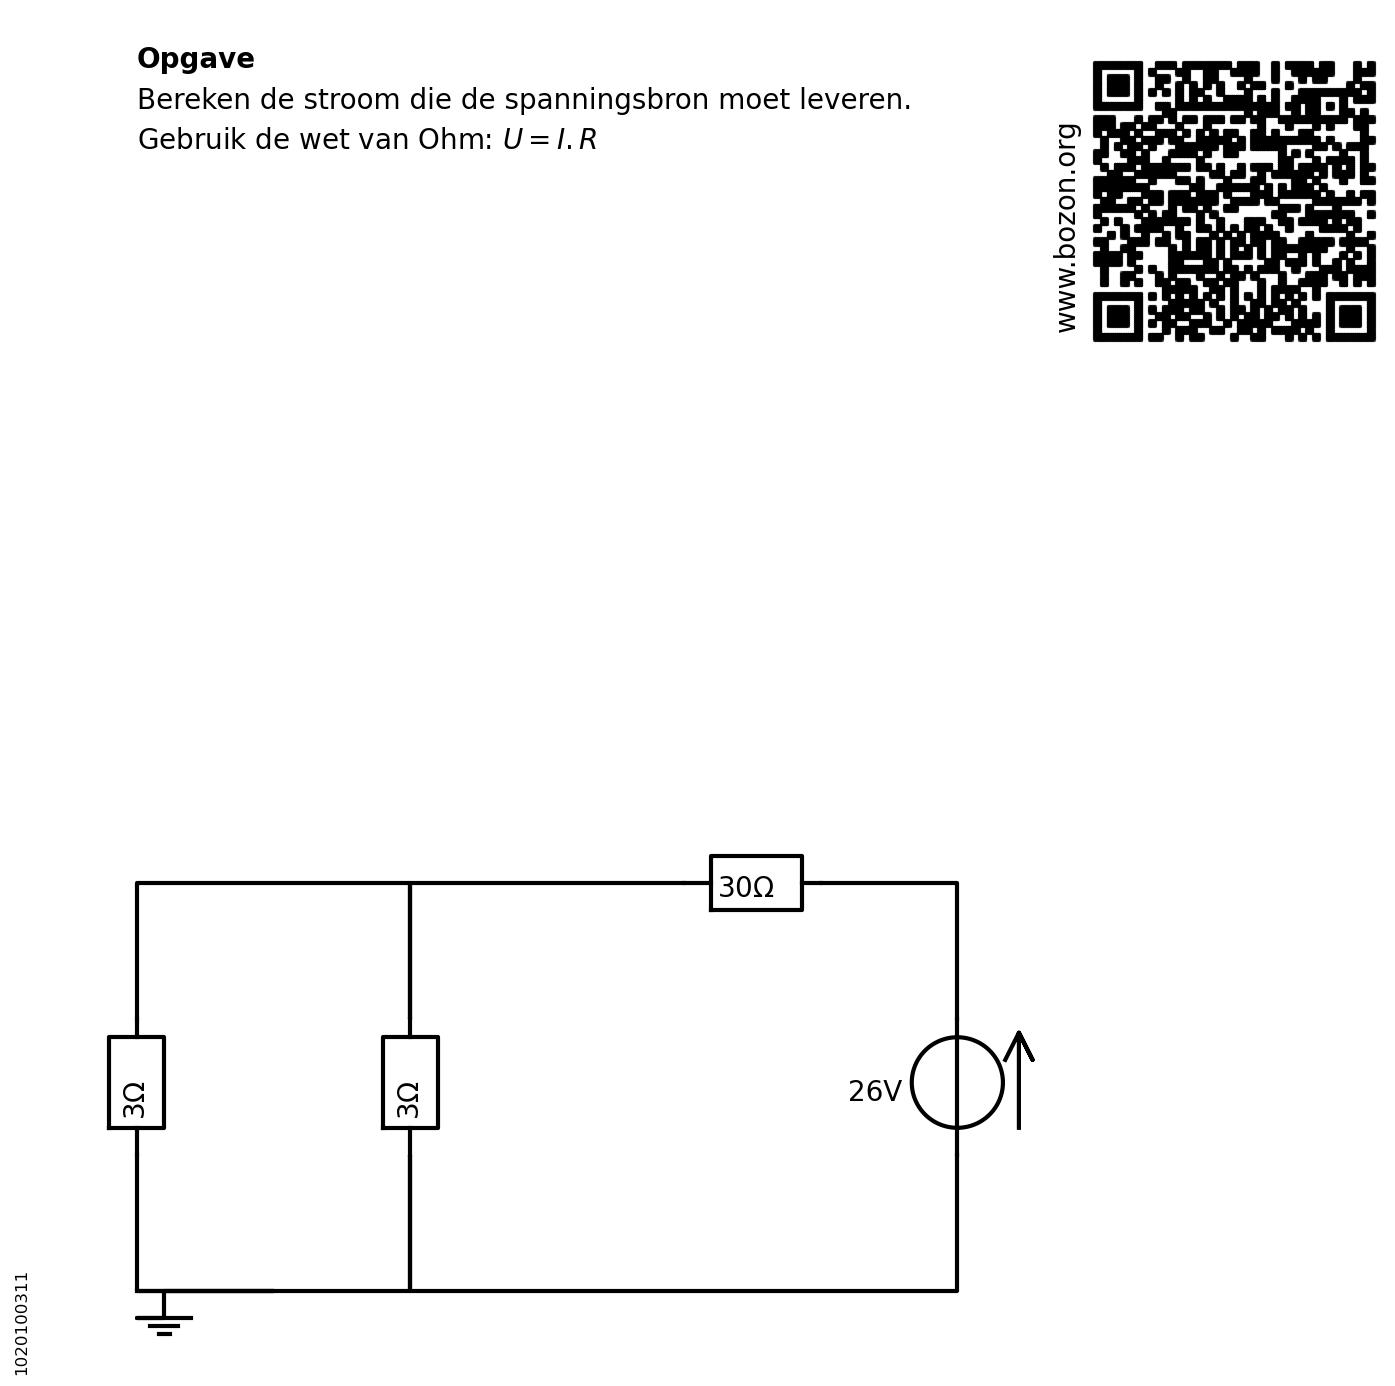 Opgave
Bereken de stroom die de spanningsbron moet leveren.
Gebruik de wet van Ohm: U = I. R
www.bozon.org
30Ω
3Ω
3Ω
26V
1020100311